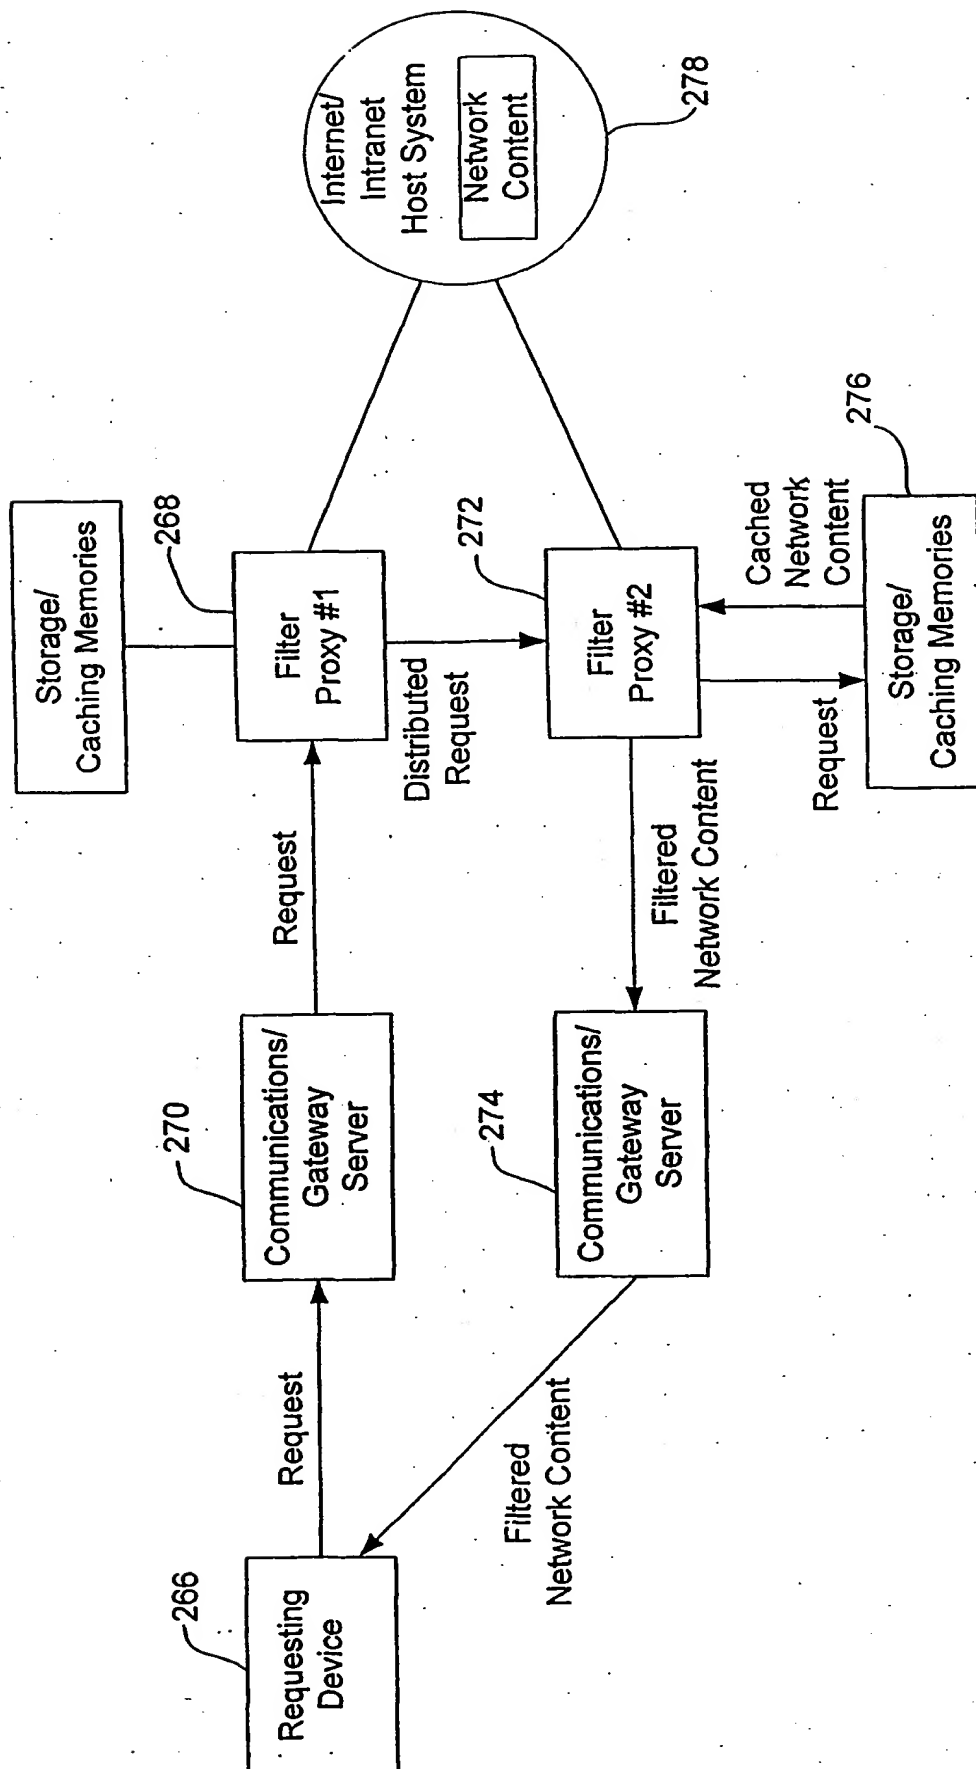 266
Requesting
Device
Request
270
Communications/
Gateway
Server
Request
268
Filter
Proxy #1
Storage/
Caching Memories
Distributed
Request
Internet/
Intranet
Host System
Network
Content
278
272
Filter
Proxy #2
Filtered
Network Content
274
Communications/
Gateway
Server
Filtered
Network Content
Request
Cached
Network
Content
276
Storage/
Caching Memories